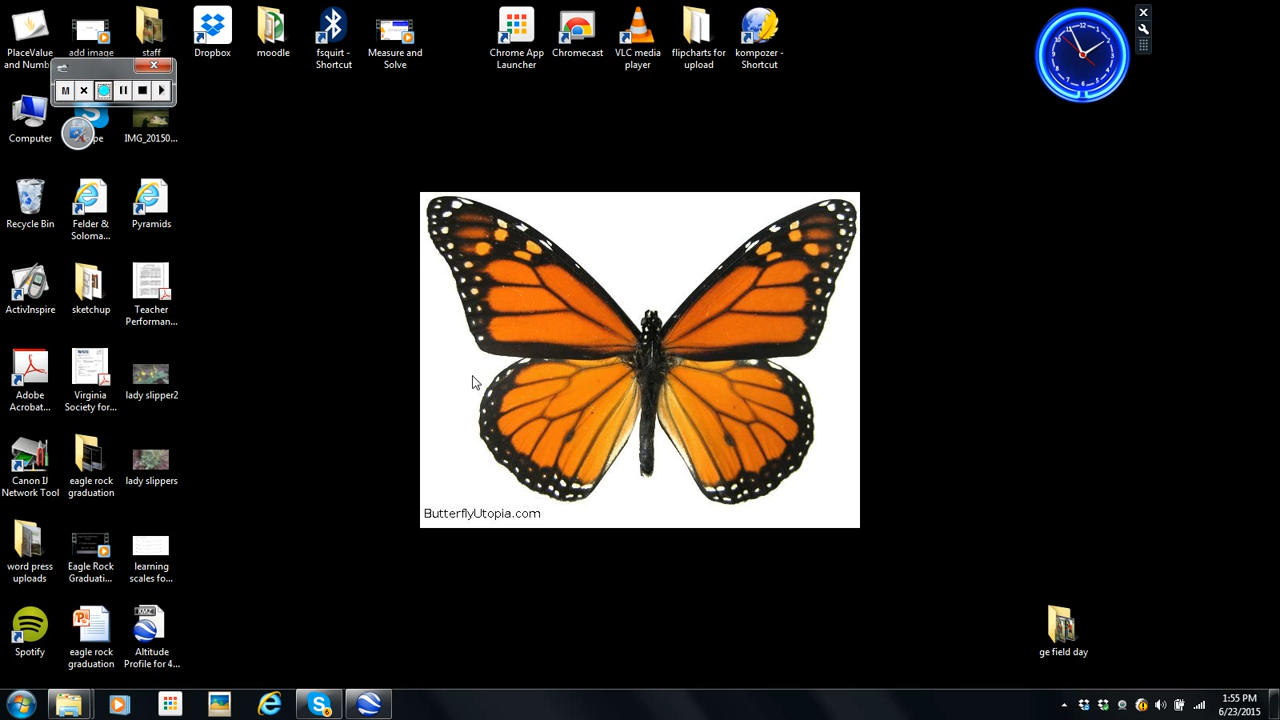 PlaceValue
and Numb...
add image
staff
Dropbox
moodle
fsquirt -
Shortcut
Measure and
Solve
Chrome App
Launcher
Chromecast
VLC media
player
flipcharts for
upload
kompozer -
Shortcut
M
Computer
IMG_20150...
Recycle Bin
Felder &
Soloma...
Pyramids
ActivInspire
sketchup
Teacher
Performan...
Adobe
Acrobat...
Virginia
Society for...
lady slipper2
Canon IJ
Network Tool
eagle rock
graduation
lady slippers
ButterflyUtopia.com
word press
uploads
Eagle Rock
Graduati...
learning
scales fo...
Spotify
eagle rock
graduation
KMZ
Altitude
Profile for 4...
ge field day
1:55 PM
6/23/2015